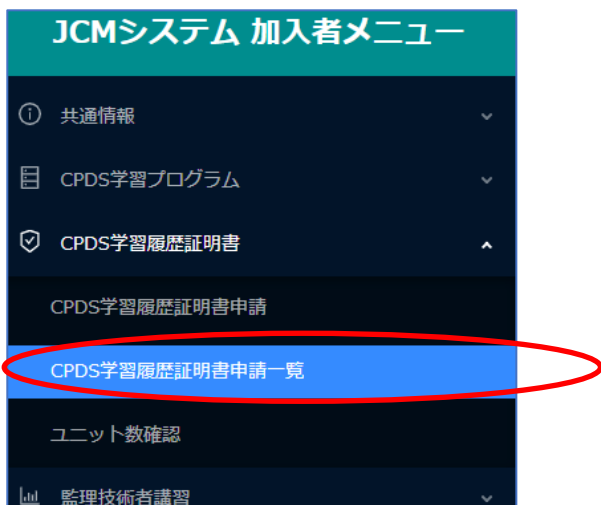 JCMシステム 加入者メニュー
共通情報
CPDS学習プログラム
CPDS学習履歴証明書
CPDS学習履歴証明書申請
CPDS学習履歴証明書申請一覧
ユニット数確認
監理技術者講習